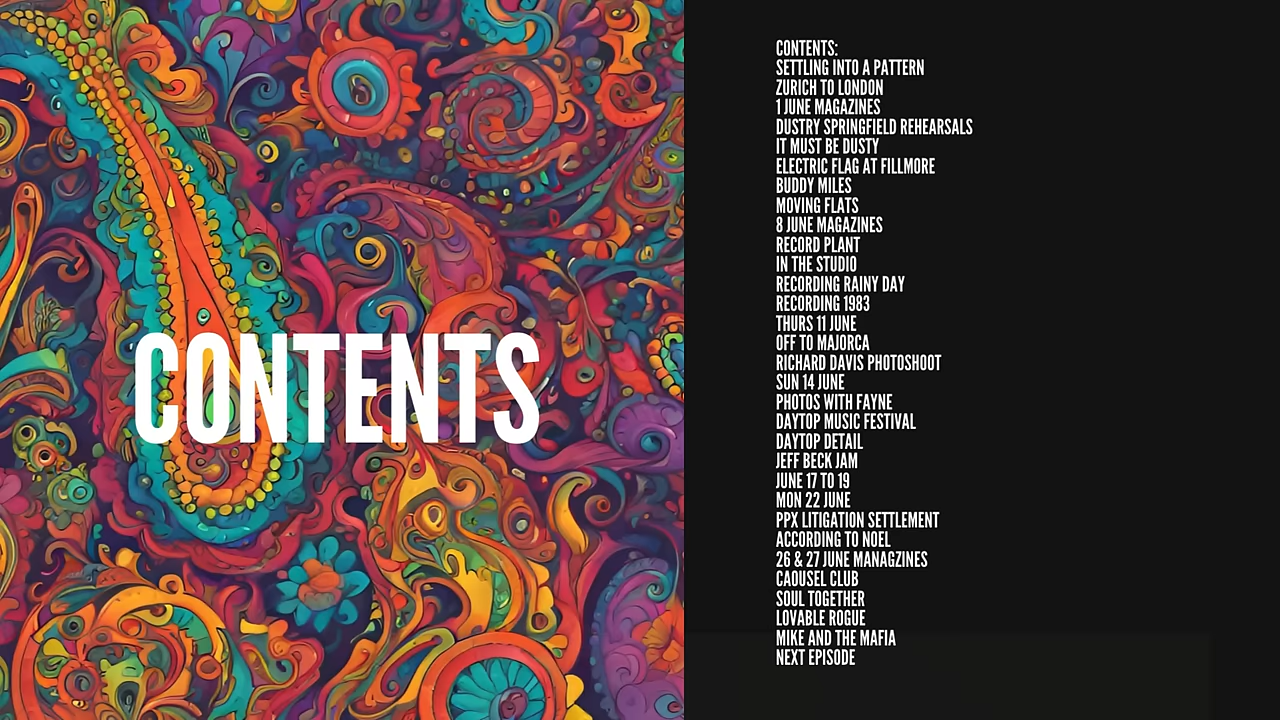 CONTENTS
CONTENTS:
SETTLING INTO A PATTERN
ZURICH TO LONDON
1 JUNE MAGAZINES
DUSTRY SPRINGFIELD REHEARSALS
IT MUST BE DUSTY
ELECTRIC FLAG AT FILLMORE
BUDDY MILES
MOVING FLATS
8 JUNE MAGAZINES
RECORD PLANT
IN THE STUDIO
RECORDING RAINY DAY
RECORDING 1983
THURS 11 JUNE
OFF TO MAJORCA
RICHARD DAVIS PHOTOSHOOT
SUN 14 JUNE
PHOTOS WITH FAYNE
DAYTOP MUSIC FESTIVAL
DAYTOP DETAIL
JEFF BECK JAM
JUNE 17 TO 19
MON 22 JUNE
PPX LITIGATION SETTLEMENT
ACCORDING TO NOEL
26 & 27 JUNE MANAGZINES
CAOUSEL CLUB
SOUL TOGETHER
LOVABLE ROGUE
MIKE AND THE MAFIA
NEXT EPISODE